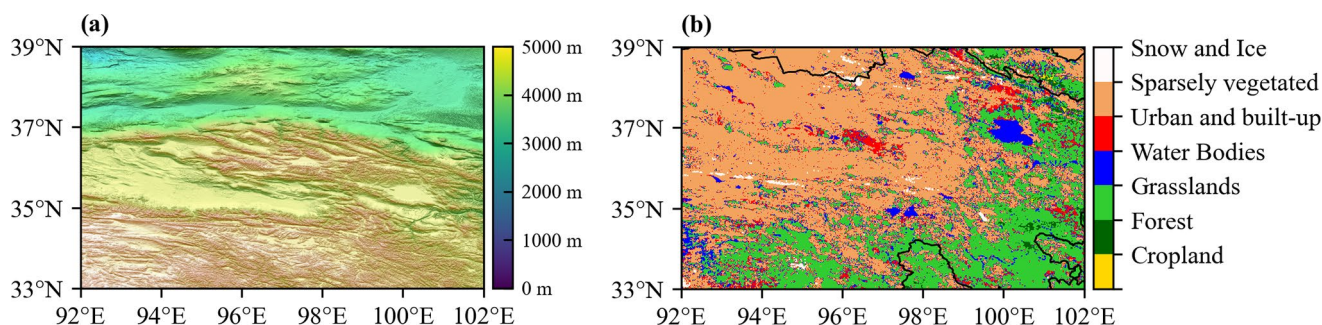 (a)
39°N
37°N
35°N
33°N
92°E
94°E
96°E
98°E
100°E
102°E
5000 m
4000 m
3000 m
2000 m
1000 m
0 m
(b)
39°N
37°N
35°N
33°N
92°E
94°E
96°E
98°E
100°E
102°E
Snow and Ice
Sparsely vegetated
Urban and built-up
Water Bodies
Grasslands
Forest
Cropland